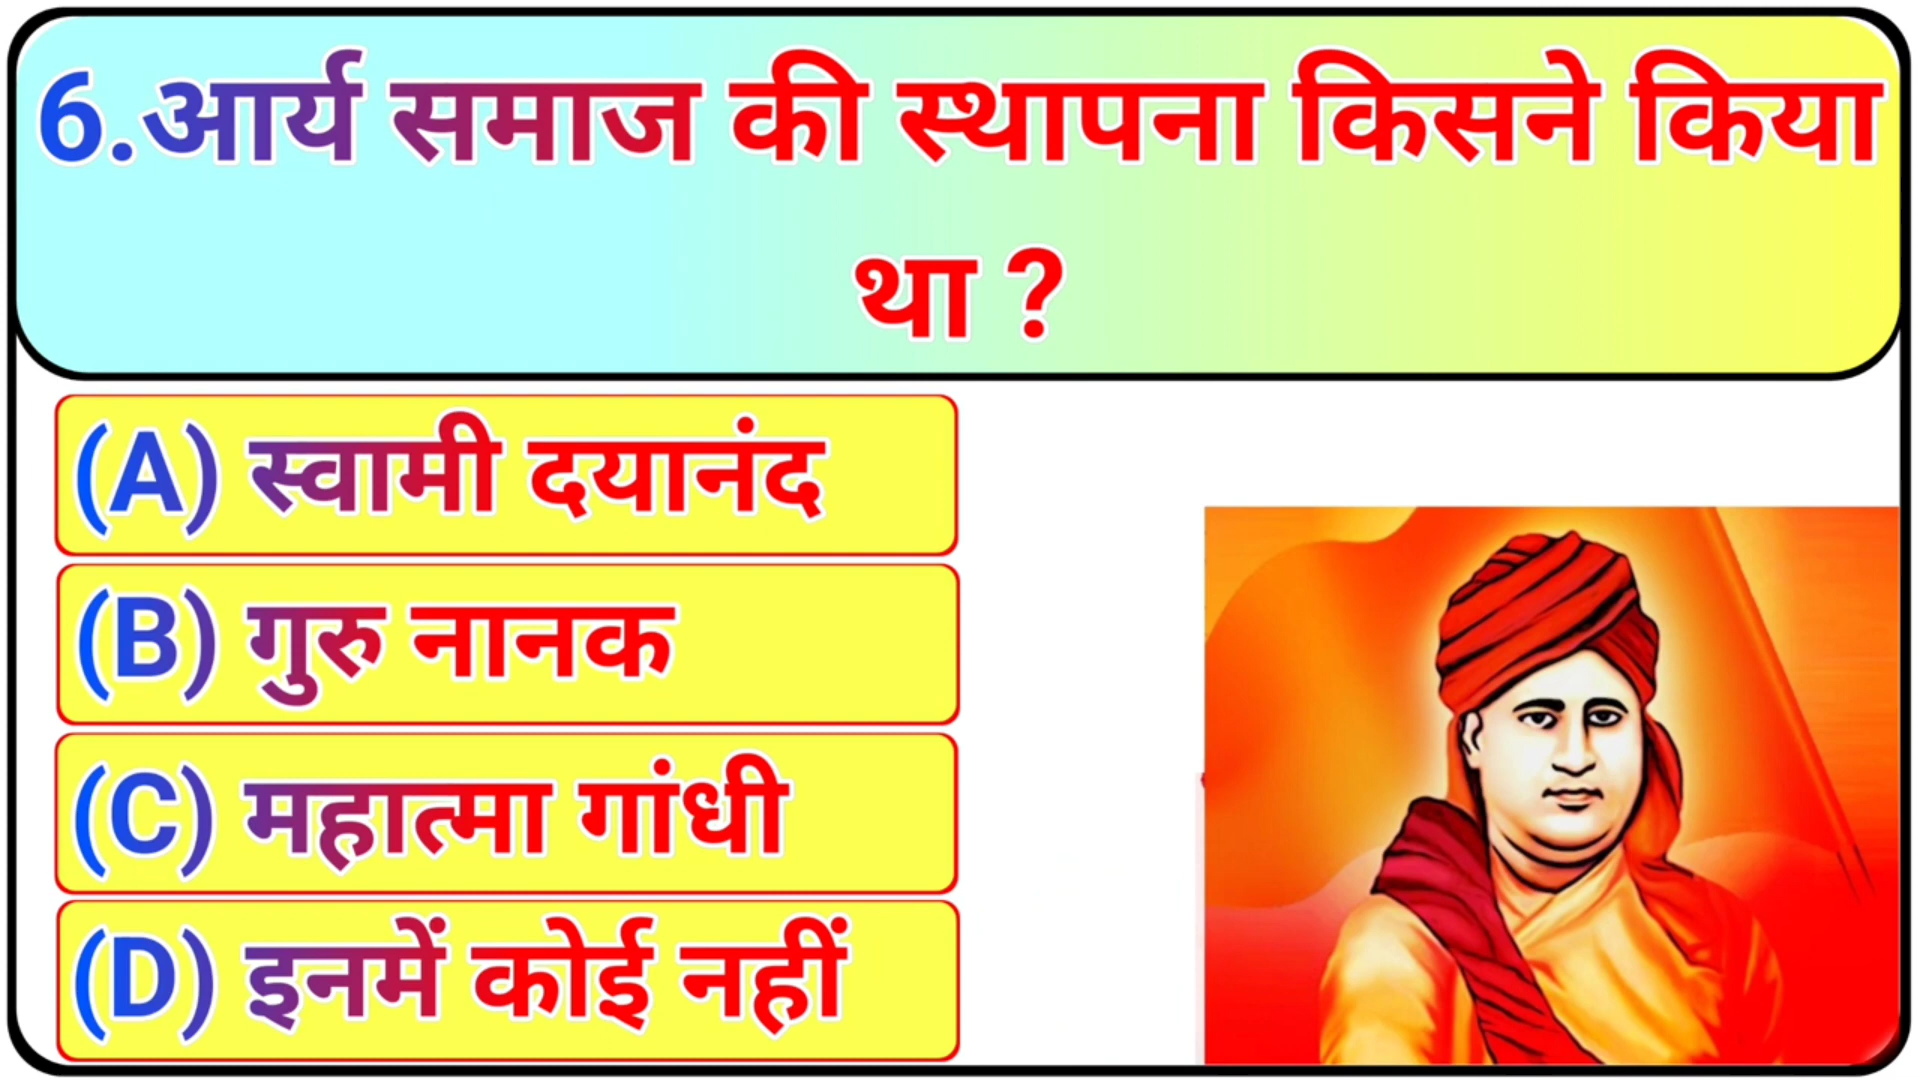 6.आर्य समाज की स्थापना किसने किया
था ?
(A) स्वामी दयानंद
(B) गुरु नानक
(C) महात्मा गांधी
(D) इनमें कोई नहीं